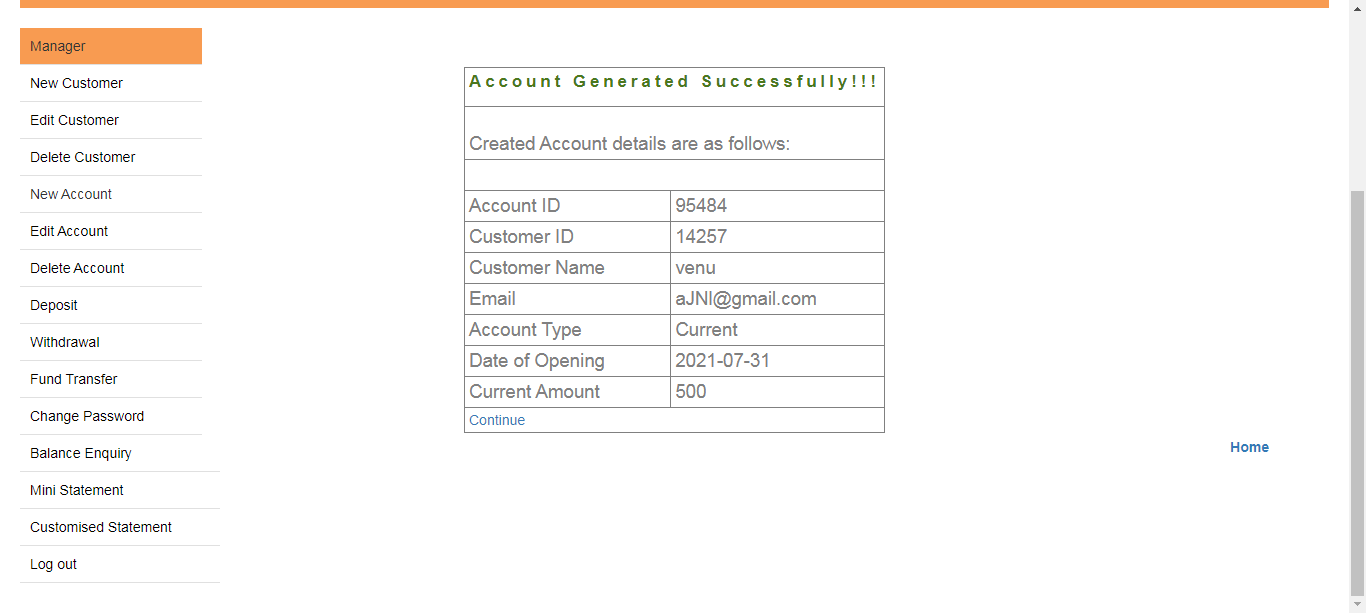 Manager
New Customer
Edit Customer
Delete Customer
New Account
Edit Account
Delete Account
Deposit
Withdrawal
Fund Transfer
Change Password
Balance Enquiry
Mini Statement
Customised Statement
Log out
Account Generated Successfully!!!
Created Account details are as follows:
Account ID 95484
Customer ID 14257
Customer Name venu
Email aJNI@gmail.com
Account Type Current
Date of Opening 2021-07-31
Current Amount 500
Continue
Home